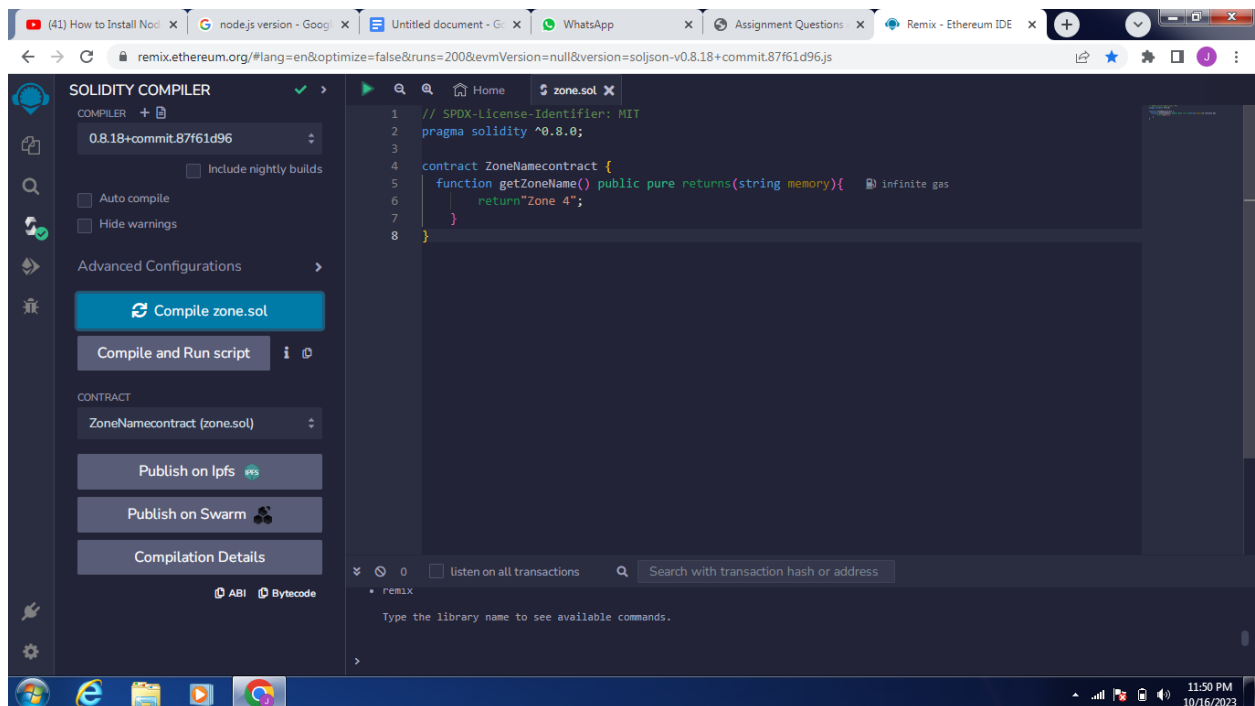 (41) How to Install Nod
node.js version - Googl
Untitled document - Go
WhatsApp
Assignment Questions -
Remix - Ethereum IDE
remix.ethereum.org/#lang=en&optimize=false&runs=200&evmVersion=null&version=soljson-v0.8.18+commit.87f61d96.js
J
SOLIDITY COMPILER
COMPILER
0.8.18+commit.87f61d96
Include nightly builds
Auto compile
Hide warnings
Advanced Configurations
Compile zone.sol
Compile and Run script
CONTRACT
ZoneNamecontract (zone.sol)
Publish on Ipfs
IPFS
Publish on Swarm
Compilation Details
ABI Bytecode
Home
zone.sol
1 // SPDX-License-Identifier: MIT
2 pragma solidity ^0.8.0;
3
4 contract ZoneNamecontract {
5 function getZoneName() public pure returns(string memory){ infinite gas
6 return"Zone 4";
7 }
8 }
0 listen on all transactions Search with transaction hash or address
• remix
Type the library name to see available commands.
>
11:50 PM
10/16/2023